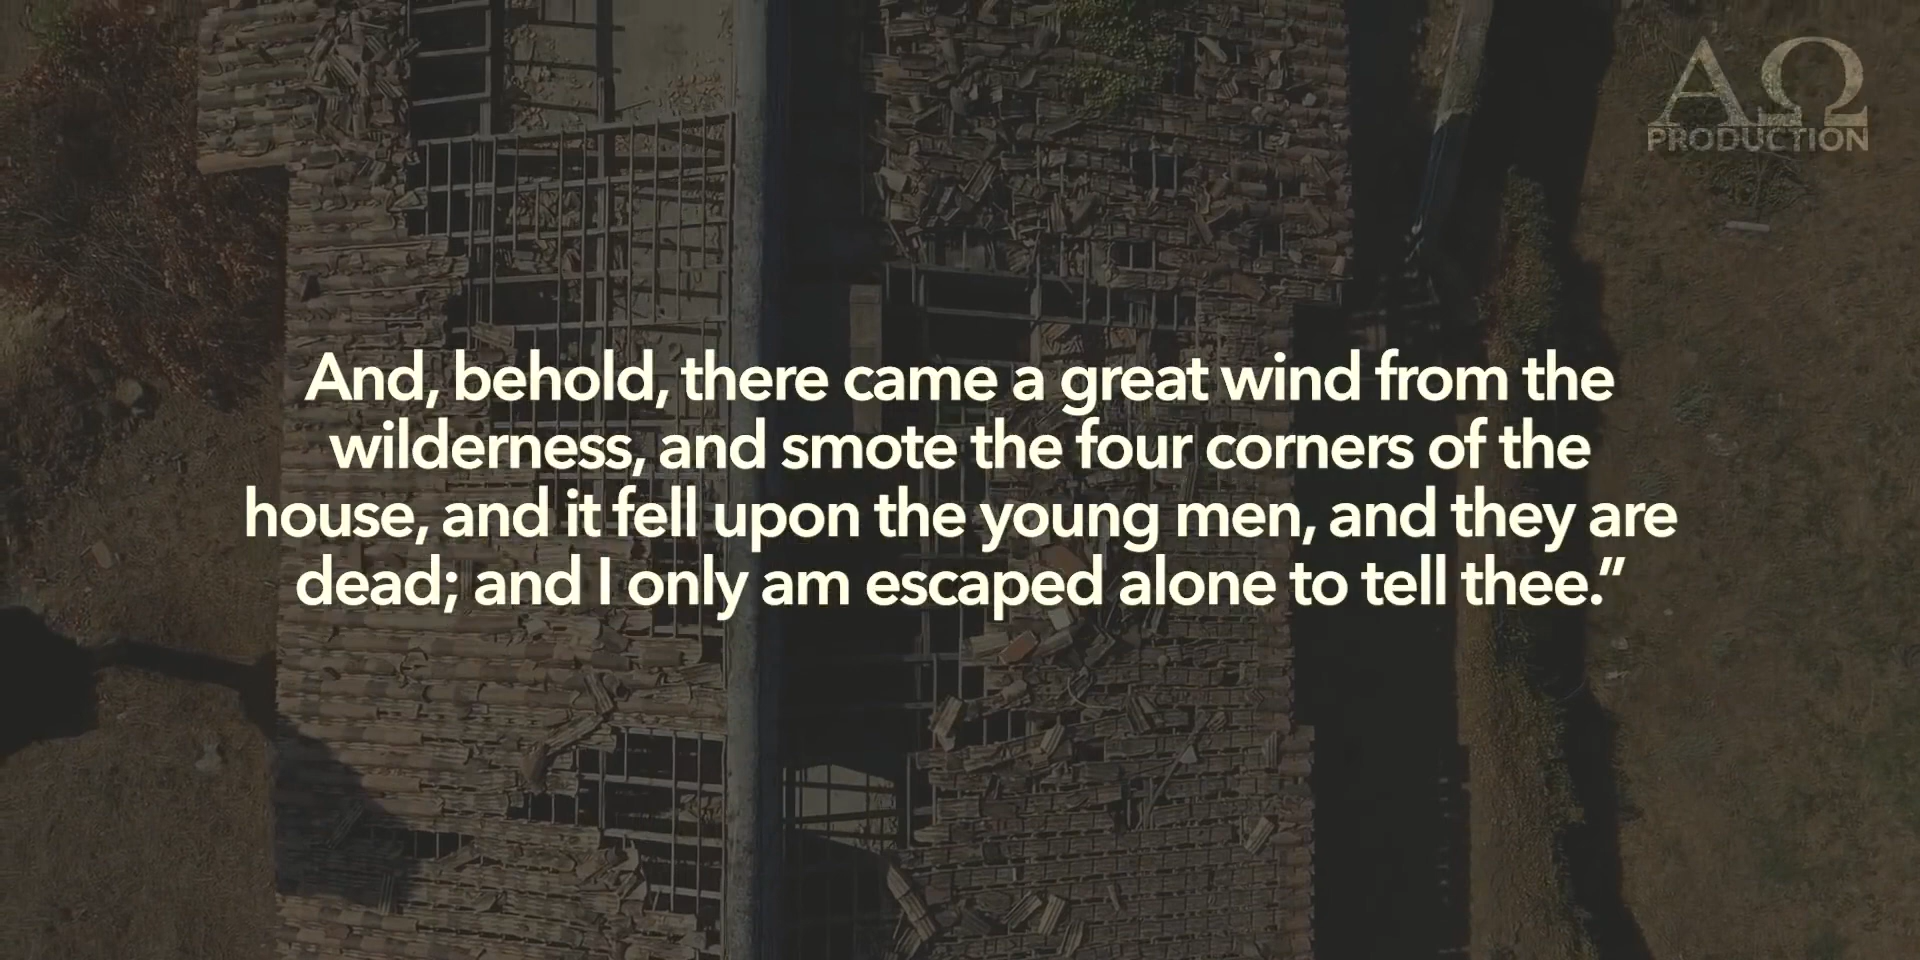 ΑΩ
PRODUCTION
And, behold, there came a great wind from the
wilderness, and smote the four corners of the
house, and it fell upon the young men, and they are
dead; and I only am escaped alone to tell thee.”